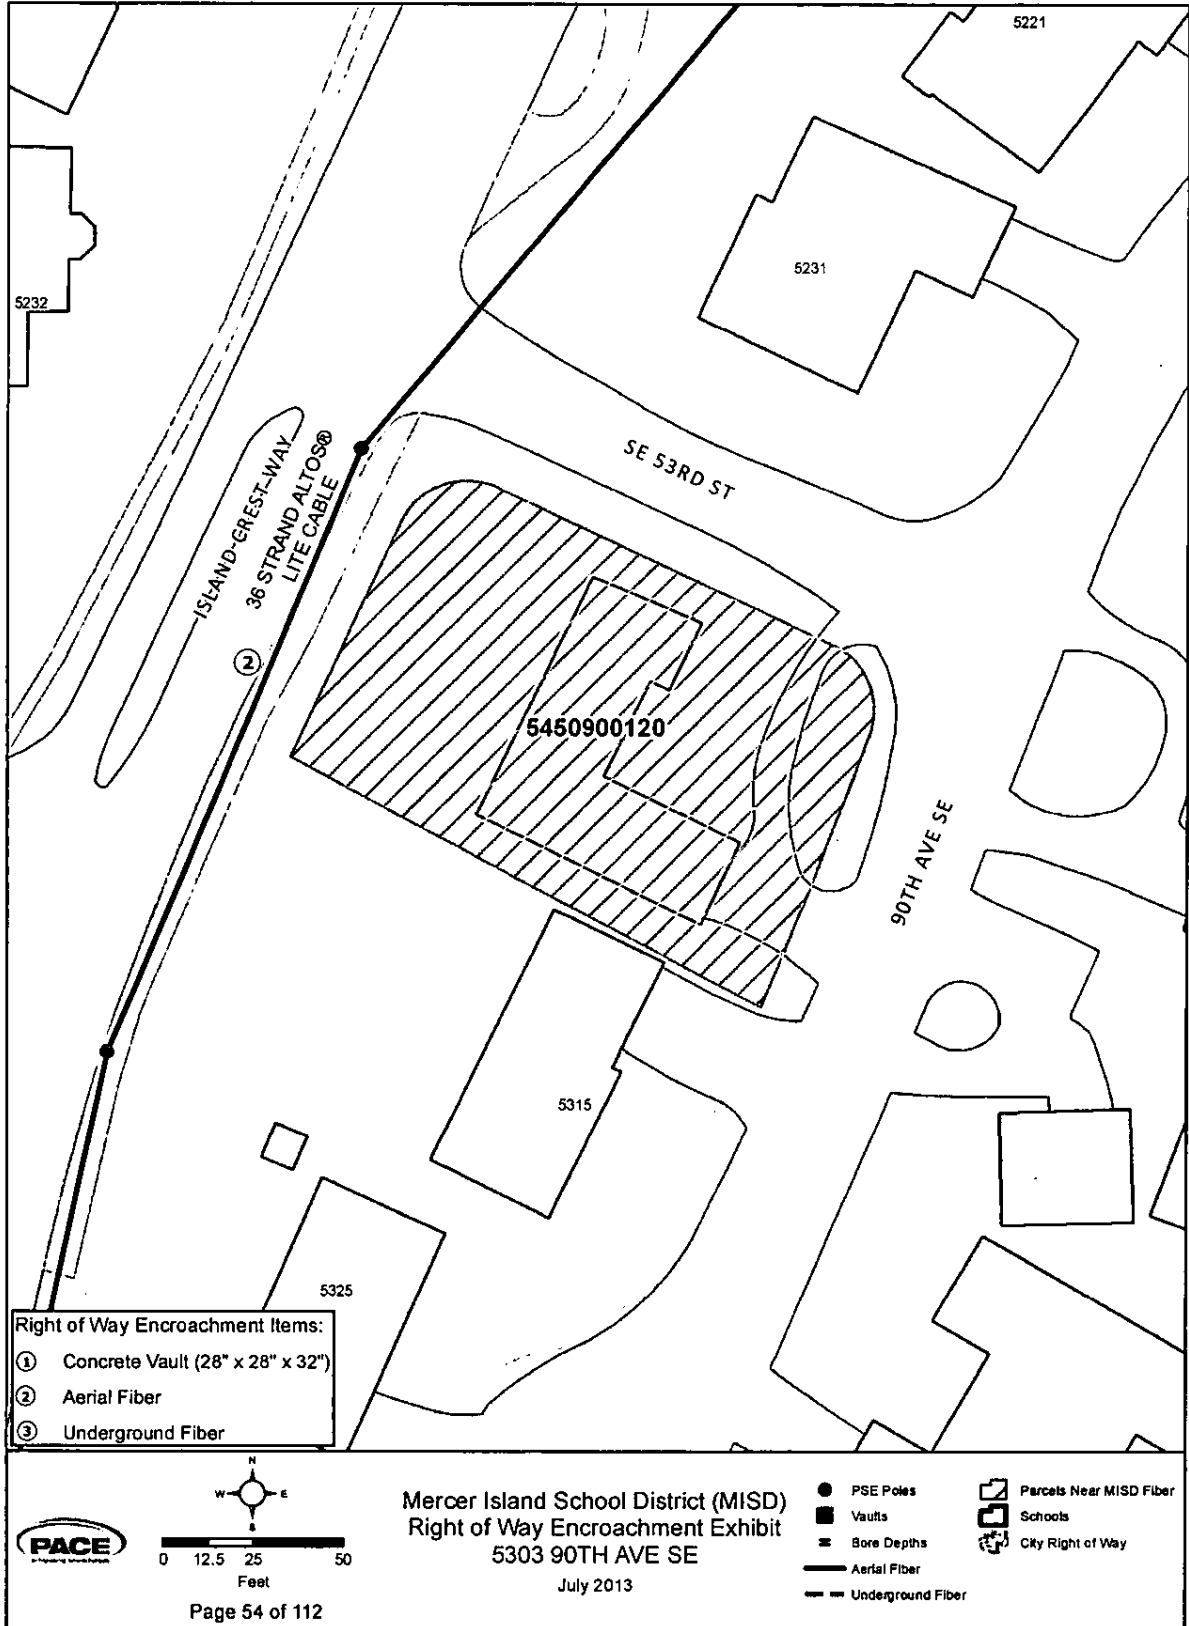 5221
5231
5232
SE 53RD ST
ISLAND-CREST-WAY
36 STRAND ALTOS®
LITE CABLE
②
5450900120
90TH AVE SE
5315
5325
Right of Way Encroachment Items:
① Concrete Vault (28" x 28" x 32")
② Aerial Fiber
③ Underground Fiber
PACE
N
W E
S
0 12.5 25 50
Feet
Page 54 of 112
Mercer Island School District (MISD)
Right of Way Encroachment Exhibit
5303 90TH AVE SE
July 2013
PSE Poles
Vaults
Bore Depths
Aerial Fiber
Underground Fiber
Parcels Near MISD Fiber
Schools
City Right of Way